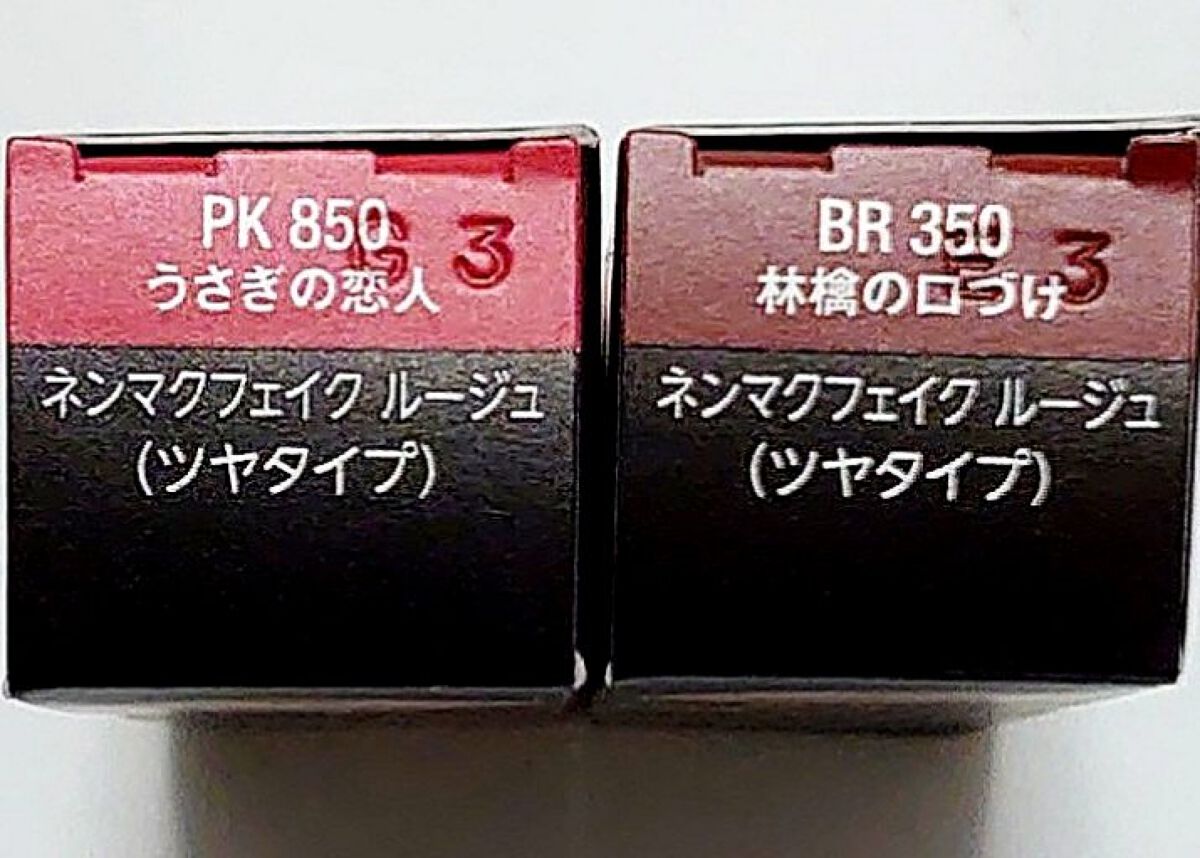 PK 850
うさぎの恋人
ネンマクフェイク ルージュ
(ツヤタイプ)
BR 350
林檎の口づけ
ネンマクフェイク ルージュ
(ツヤタイプ)